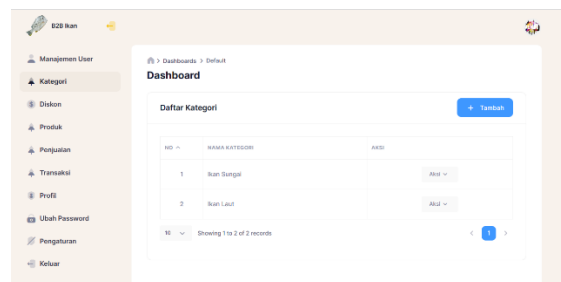 B2B Ikan
Manajemen User
Kategori
Diskon
Produk
Penjualan
Transaksi
Profil
Ubah Password
Pengaturan
Keluar
Dashboards > Default
Dashboard
Daftar Kategori
+ Tambah
NO NAMA KATEGORI AKSI
1 Ikan Sungai Aksi
2 Ikan Laut Aksi
10 Showing 1 to 2 of 2 records < 1 >